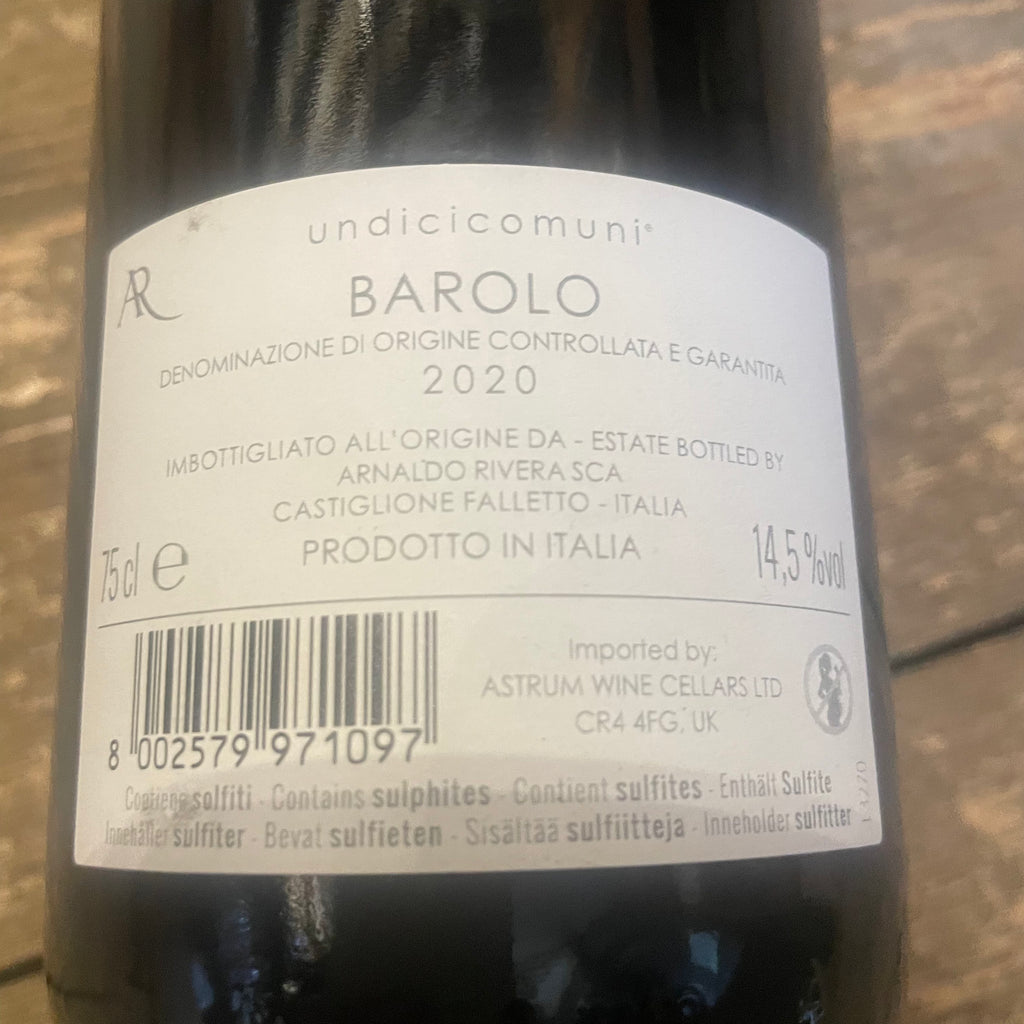 undicicomuni®
AR
BAROLO
DENOMINAZIONE DI ORIGINE CONTROLLATA E GARANTITA
2020
IMBOTTIGLIATO ALL'ORIGINE DA - ESTATE BOTTLED BY
ARNALDO RIVERA SCA
CASTIGLIONE FALLETTO - ITALIA
75cl e
PRODOTTO IN ITALIA
14,5%vol
Imported by:
ASTRUM WINE CELLARS LTD
CR4 4FG, UK
8 002579 971097
Contiene solfiti - Contains sulphites - Contient sulfites - Enthält Sulfite
Innehåller sulfiter - Bevat sulfieten - Sisältää sulfiitteja - Inneholder sulfitter